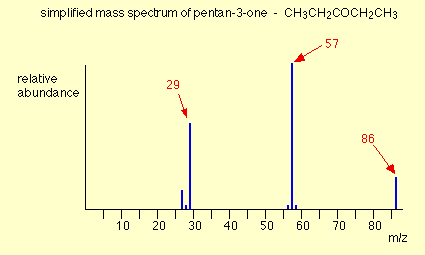 simplified mass spectrum of pentan-3-one - CH₃CH₂COCH₂CH₃
57
relative
abundance
29
86
10 20 30 40 50 60 70 80
m/z